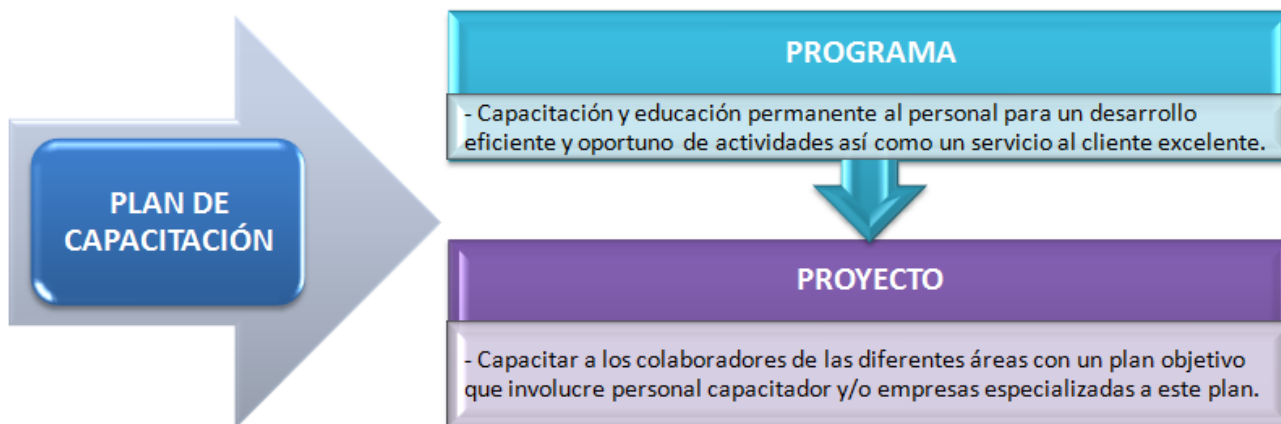 PLAN DE
CAPACITACIÓN
PROGRAMA
- Capacitación y educación permanente al personal para un desarrollo
eficiente y oportuno de actividades así como un servicio al cliente excelente.
PROYECTO
- Capacitar a los colaboradores de las diferentes áreas con un plan objetivo
que involucre personal capacitador y/o empresas especializadas a este plan.